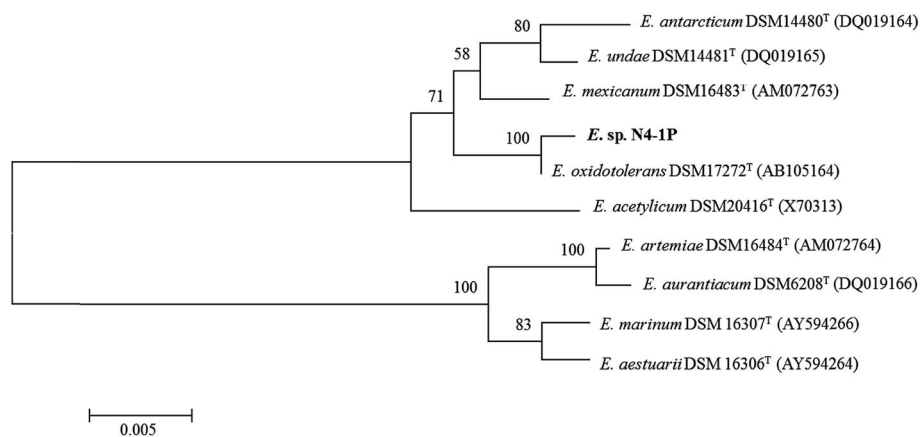 E. antarcticum DSM14480ᵀ (DQ019164)
80
E. undae DSM14481ᵀ (DQ019165)
58
E. mexicanum DSM16483ᵀ (AM072763)
71
100
E. sp. N4-1P
E. oxidotolerans DSM17272ᵀ (AB105164)
E. acetylicum DSM20416ᵀ (X70313)
E. artemiae DSM16484ᵀ (AM072764)
100
E. aurantiacum DSM6208ᵀ (DQ019166)
100
E. marinum DSM 16307ᵀ (AY594266)
83
E. aestuarii DSM 16306ᵀ (AY594264)
0.005